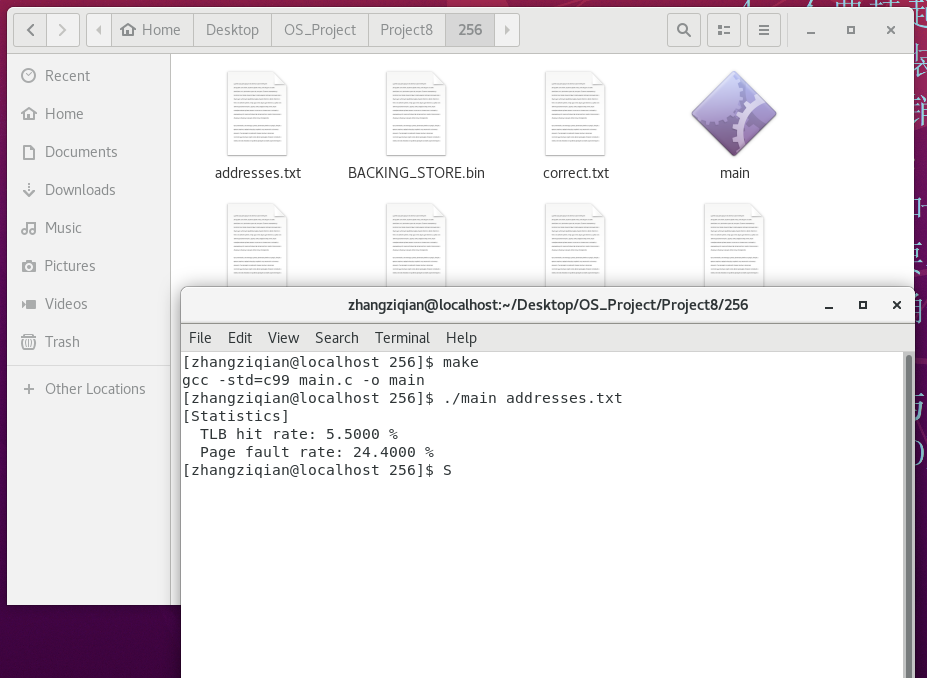 Home Desktop OS_Project Project8 256
Recent
Home
Documents
Downloads
Music
Pictures
Videos
Trash
Other Locations
addresses.txt BACKING_STORE.bin correct.txt main
zhangziqian@localhost:~/Desktop/OS_Project/Project8/256
File Edit View Search Terminal Help
[zhangziqian@localhost 256]$ make
gcc -std=c99 main.c -o main
[zhangziqian@localhost 256]$ ./main addresses.txt
[Statistics]
  TLB hit rate: 5.5000 %
  Page fault rate: 24.4000 %
[zhangziqian@localhost 256]$ S